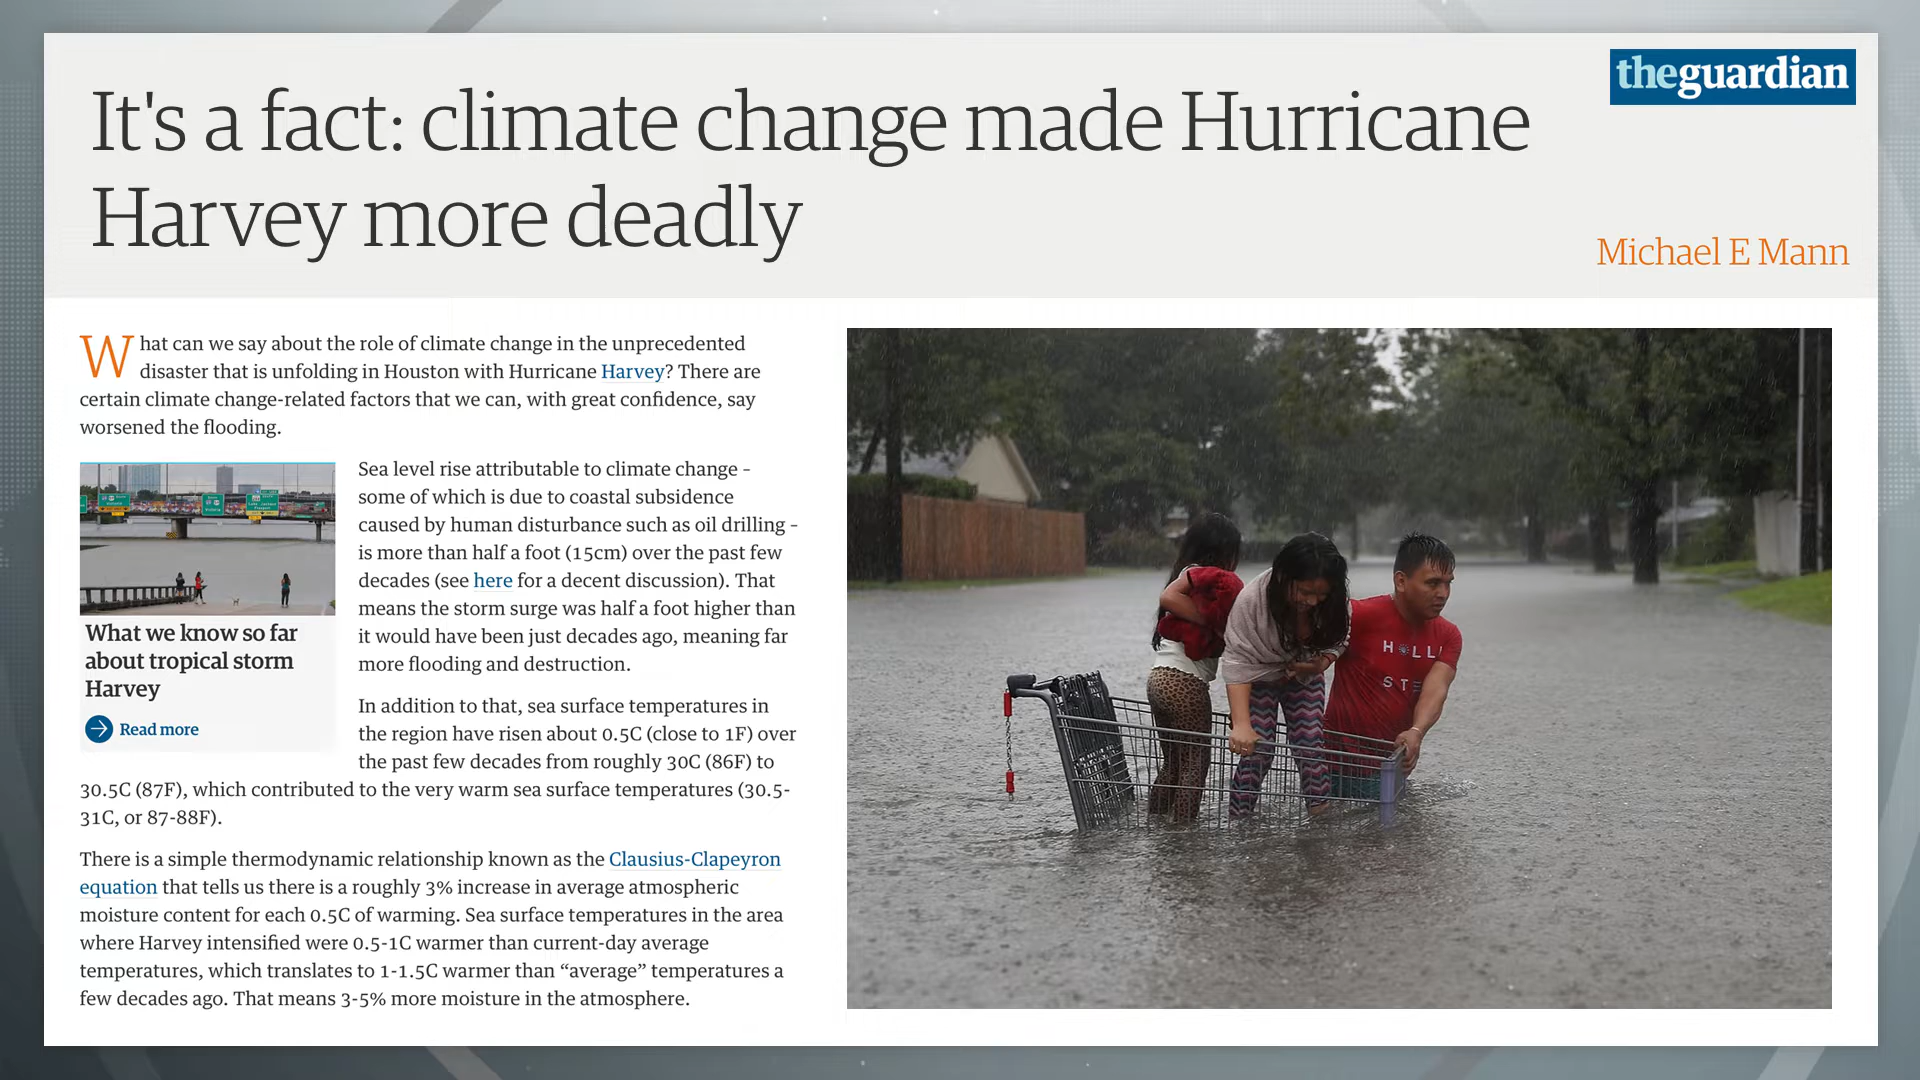 theguardian
It's a fact: climate change made Hurricane
Harvey more deadly
Michael E Mann
What can we say about the role of climate change in the unprecedented
disaster that is unfolding in Houston with Hurricane Harvey? There are
certain climate change-related factors that we can, with great confidence, say
worsened the flooding.
What we know so far
about tropical storm
Harvey
Read more
Sea level rise attributable to climate change –
some of which is due to coastal subsidence
caused by human disturbance such as oil drilling –
is more than half a foot (15cm) over the past few
decades (see here for a decent discussion). That
means the storm surge was half a foot higher than
it would have been just decades ago, meaning far
more flooding and destruction.
In addition to that, sea surface temperatures in
the region have risen about 0.5C (close to 1F) over
the past few decades from roughly 30C (86F) to
30.5C (87F), which contributed to the very warm sea surface temperatures (30.5-
31C, or 87-88F).
There is a simple thermodynamic relationship known as the Clausius-Clapeyron
equation that tells us there is a roughly 3% increase in average atmospheric
moisture content for each 0.5C of warming. Sea surface temperatures in the area
where Harvey intensified were 0.5-1C warmer than current-day average
temperatures, which translates to 1-1.5C warmer than “average” temperatures a
few decades ago. That means 3-5% more moisture in the atmosphere.